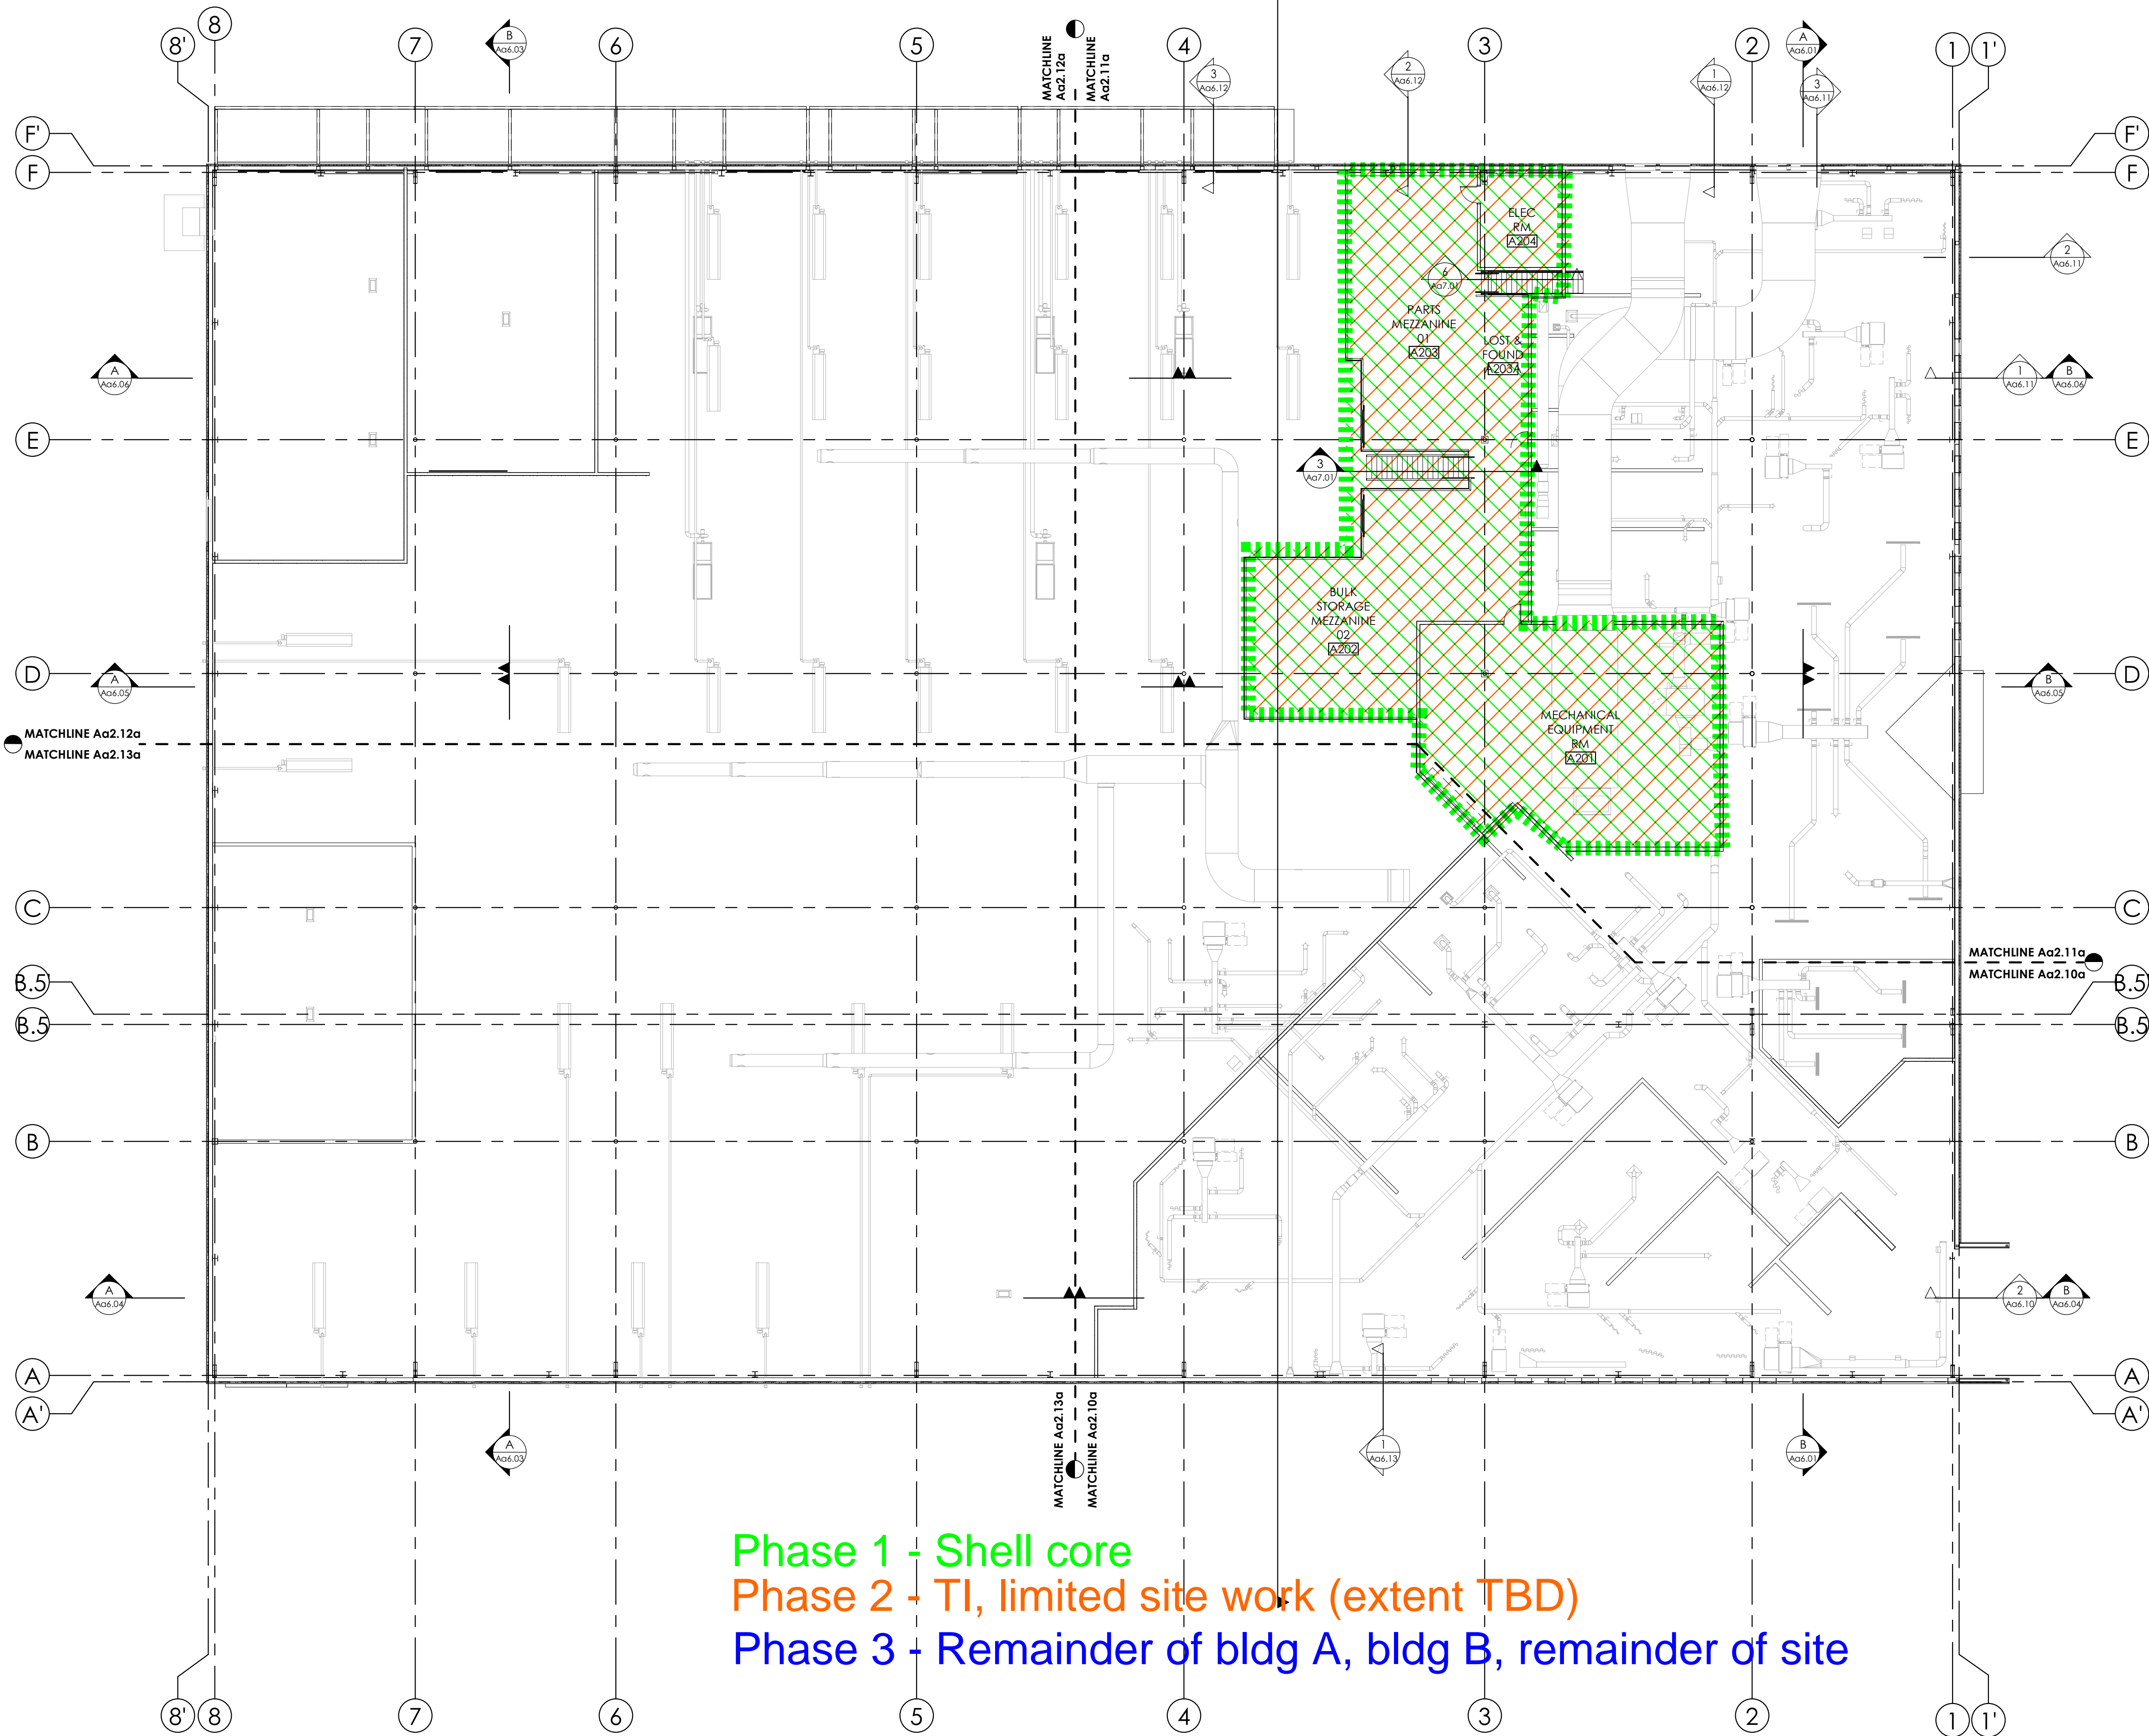 8'
8
7
B
Aa6.03
6
5
MATCHLINE
Aa2.12a
MATCHLINE
Aa2.11a
4
3
Aa6.12
2
Aa6.12
3
1
Aa6.12
2
A
Aa6.01
3
Aa6.11
1
1'
F'
F'
F
F
ELEC
RM
A204
2
Aa6.11
6
Aa7.01
PARTS
MEZZANINE
01
A203
LOST &
FOUND
A203A
A
Aa6.06
1
Aa6.11
B
Aa6.06
E
E
3
Aa7.01
BULK
STORAGE
MEZZANINE
02
A202
D
D
A
Aa6.05
B
Aa6.05
MECHANICAL
EQUIPMENT
RM
A201
MATCHLINE Aa2.12a
MATCHLINE Aa2.13a
C
C
MATCHLINE Aa2.11a
MATCHLINE Aa2.10a
B.5'
B.5'
B.5
B.5
B
B
A
Aa6.04
2
Aa6.10
B
Aa6.04
A
A
A'
A'
MATCHLINE Aa2.13a
MATCHLINE Aa2.10a
A
Aa6.03
1
Aa6.13
B
Aa6.01
Phase 1 - Shell core
Phase 2 - TI, limited site work (extent TBD)
Phase 3 - Remainder of bldg A, bldg B, remainder of site
8'
8
7
6
5
4
3
2
1
1'